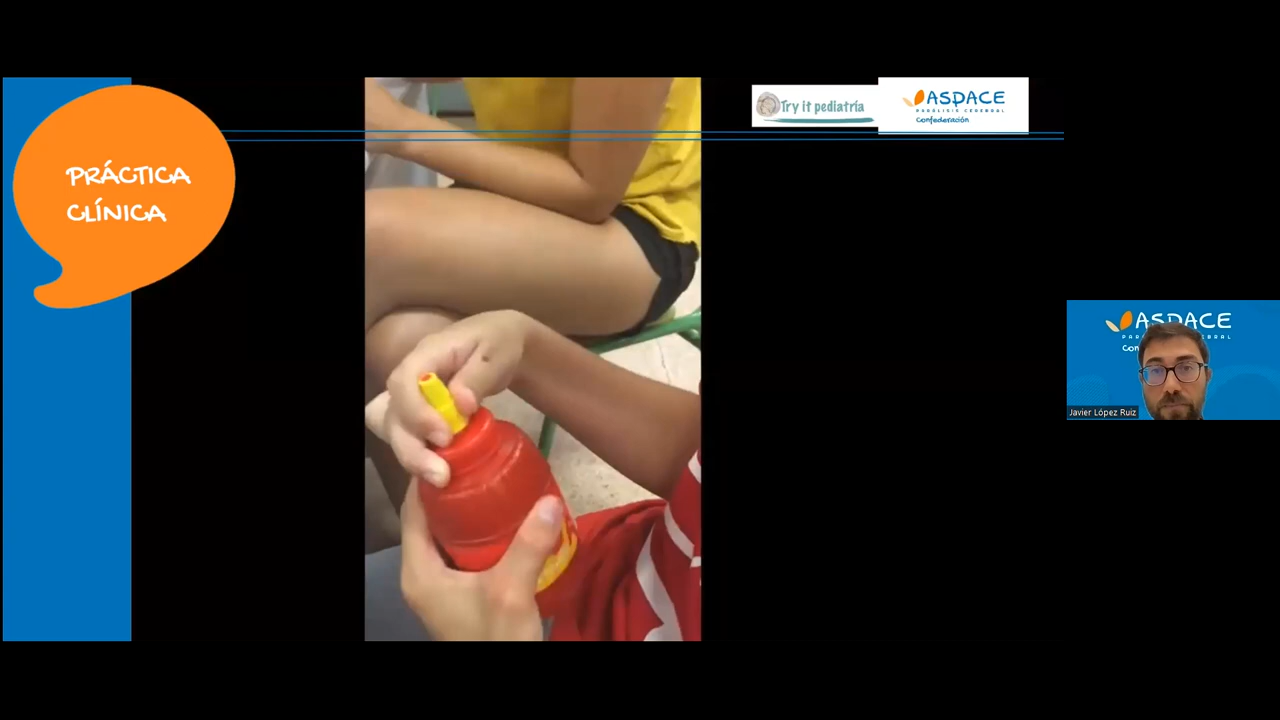 PRÁCTICA
CLÍNICA
Try it pediatría
ASPACE
PARÁLISIS CEREBRAL
Confederación
ASPACE
Javier López Ruiz